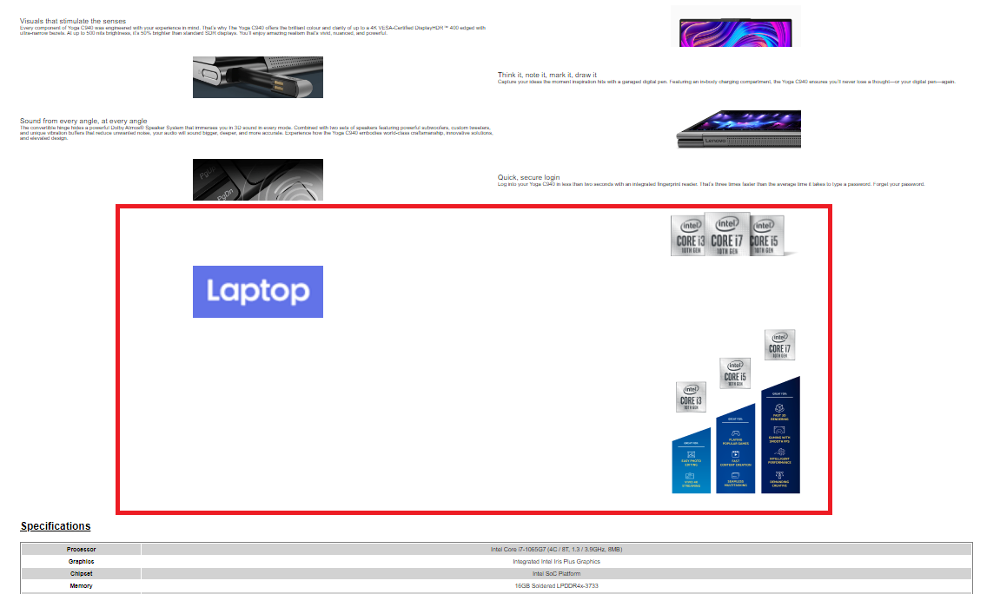 Visuals that stimulate the senses
Every component of Yoga C940 was engineered with your experience in mind. That's why The Yoga C940 offers the brilliant colour and clarity of up to a 4K VESA-Certified DisplayHDR™ 400 edged with
ultra-narrow bezels. At up to 500 nits brightness, it's 50% brighter than standard SDR displays. You'll enjoy amazing realism that's vivid, nuanced, and powerful.
Think it, note it, mark it, draw it
Capture your ideas the moment inspiration hits with a garaged digital pen. Featuring an in-body charging compartment, the Yoga C940 ensures you'll never lose a thought—or your digital pen—again.
Sound from every angle, at every angle
The convertible hinge hides a powerful Dolby Atmos® Speaker System that immerses you in 3D sound in every mode. Combined with two sets of speakers featuring powerful subwoofers, custom tweeters,
and unique vibration buffers that reduce unwanted noise, your audio will sound bigger, deeper, and more accurate. Experience how the Yoga C940 embodies world-class craftsmanship, innovative solutions,
and elevated design.
Lenovo
PgUp
PgDn
Quick, secure login
Log into your Yoga C940 in less than two seconds with an integrated fingerprint reader. That's three times faster than the average time it takes to type a password. Forget your password.
intel
CORE i3
10TH GEN
intel
CORE i7
10TH GEN
intel
CORE i5
10TH GEN
Laptop
intel
CORE i7
10TH GEN
intel
CORE i5
10TH GEN
intel
CORE i3
10TH GEN
GREAT FOR:
FAST 3D
RENDERING
GAMING WITH
SMOOTH FPS
INTELLIGENT
PERFORMANCE
DEMANDING
CREATIVE
GREAT FOR:
PLAYING
POPULAR GAMES
FAST
CONTENT CREATION
SEAMLESS
MULTITASKING
GREAT FOR:
EASY PHOTO
EDITING
STREAMING
Specifications
Processor Intel Core i7-1065G7 (4C / 8T, 1.3 / 3.9GHz, 8MB)
Graphics Integrated Intel Iris Plus Graphics
Chipset Intel SoC Platform
Memory 16GB Soldered LPDDR4x-3733